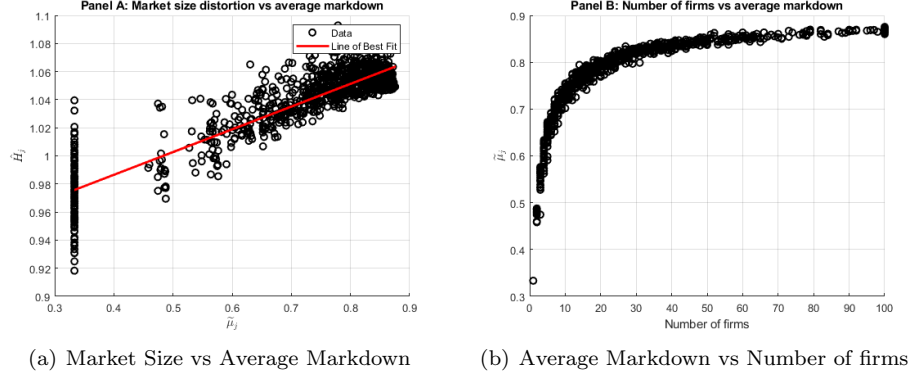 Panel A: Market size distortion vs average markdown
1.1
1.08
1.06
1.04
1.02
1
0.98
0.96
0.94
0.92
0.9
Ĥⱼ
Data
Line of Best Fit
0.3 0.4 0.5 0.6 0.7 0.8 0.9
μ̃ⱼ
(a) Market Size vs Average Markdown
Panel B: Number of firms vs average markdown
0.9
0.8
0.7
0.6
0.5
0.4
0.3
μ̃ⱼ
0 10 20 30 40 50 60 70 80 90 100
Number of firms
(b) Average Markdown vs Number of firms